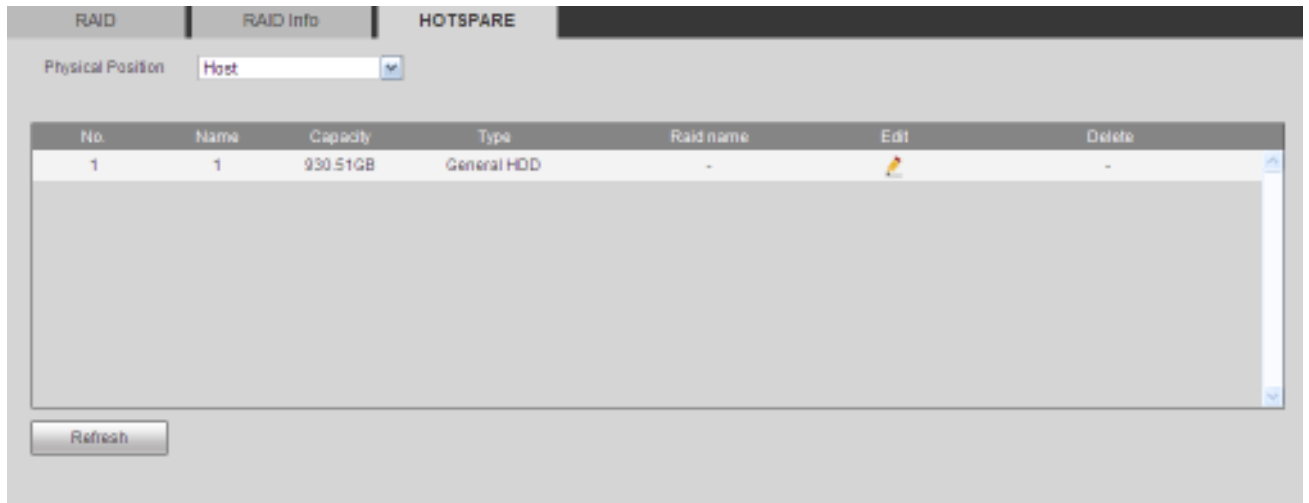 RAID RAID Info HOTSPARE
Physical Position Host
No. Name Capacity Type Raid name Edit Delete
1 1 930.51GB General HDD - -
Refresh